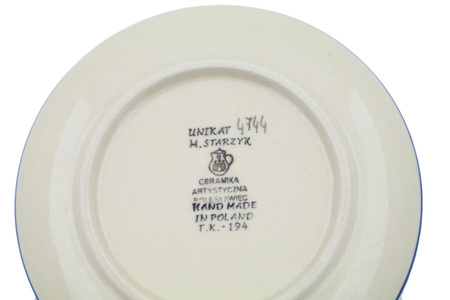 UNIKAT 4744
M. STARZYK
CERAMIKA
ARTYSTYCZNA
BOLESŁAWIEC
HAND MADE
IN POLAND
T.K.-194